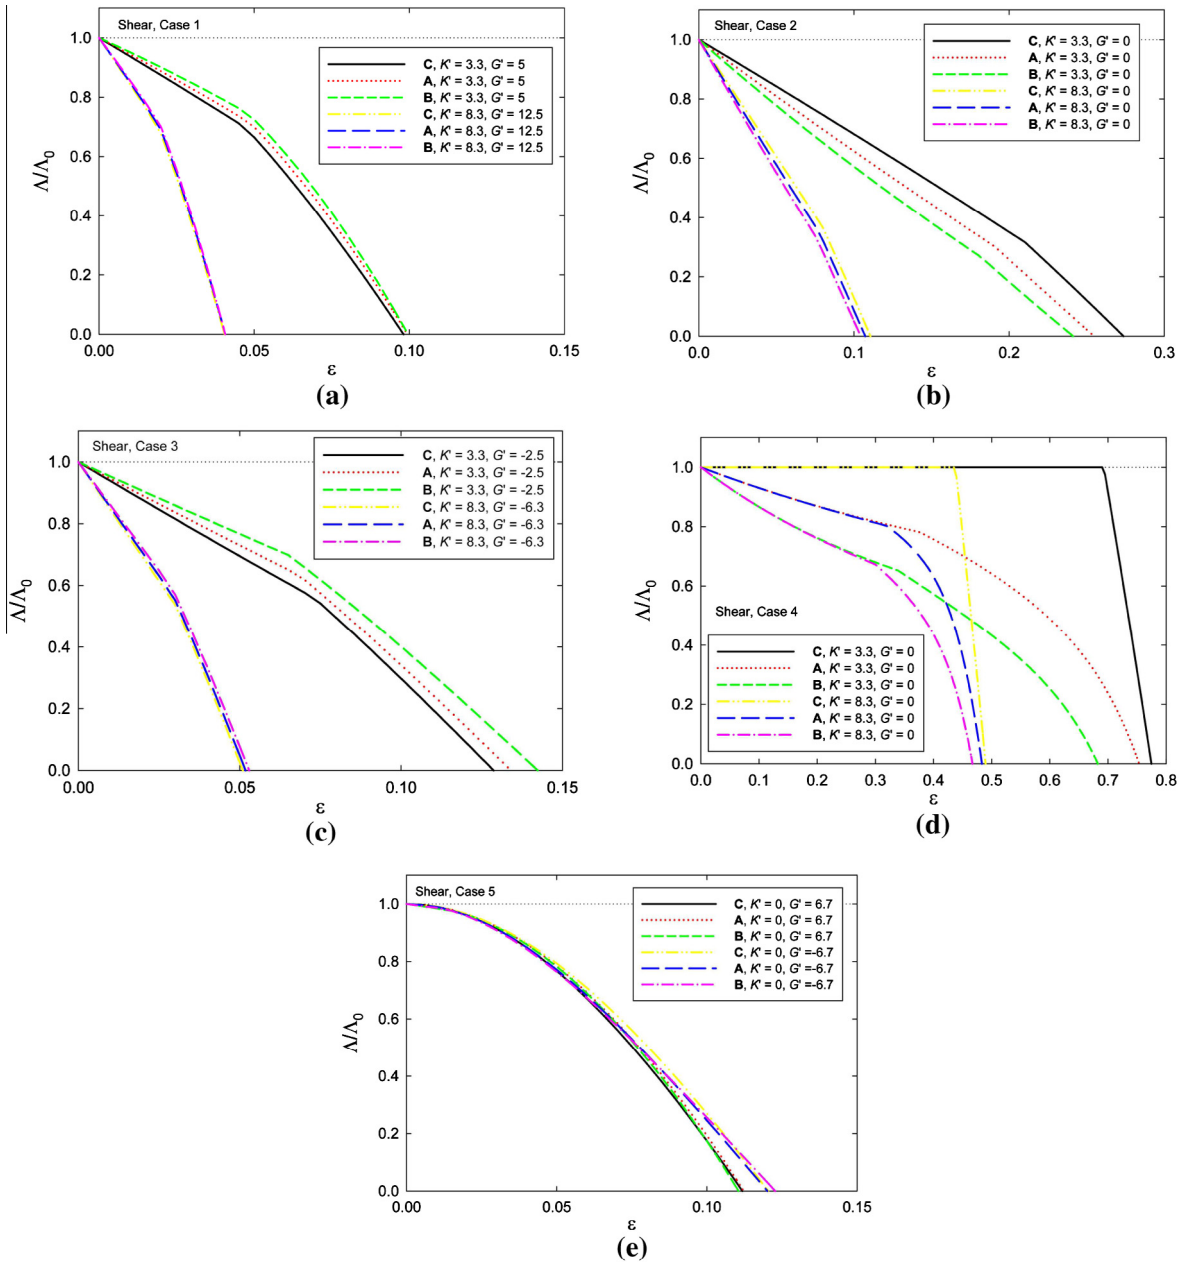 Shear, Case 1
C, K' = 3.3, G' = 5
A, K' = 3.3, G' = 5
B, K' = 3.3, G' = 5
C, K' = 8.3, G' = 12.5
A, K' = 8.3, G' = 12.5
B, K' = 8.3, G' = 12.5
1.0
0.8
0.6
0.4
0.2
0.0
Λ/Λ0
0.00 0.05 0.10 0.15
ε
(a)
Shear, Case 2
C, K' = 3.3, G' = 0
A, K' = 3.3, G' = 0
B, K' = 3.3, G' = 0
C, K' = 8.3, G' = 0
A, K' = 8.3, G' = 0
B, K' = 8.3, G' = 0
1.0
0.8
0.6
0.4
0.2
0.0
Λ/Λ0
0.0 0.1 0.2 0.3
ε
(b)
Shear, Case 3
C, K' = 3.3, G' = -2.5
A, K' = 3.3, G' = -2.5
B, K' = 3.3, G' = -2.5
C, K' = 8.3, G' = -6.3
A, K' = 8.3, G' = -6.3
B, K' = 8.3, G' = -6.3
1.0
0.8
0.6
0.4
0.2
0.0
Λ/Λ0
0.00 0.05 0.10 0.15
ε
(c)
1.0
0.8
0.6
0.4
0.2
0.0
Λ/Λ0
Shear, Case 4
C, K' = 3.3, G' = 0
A, K' = 3.3, G' = 0
B, K' = 3.3, G' = 0
C, K' = 8.3, G' = 0
A, K' = 8.3, G' = 0
B, K' = 8.3, G' = 0
0.0 0.1 0.2 0.3 0.4 0.5 0.6 0.7 0.8
ε
(d)
Shear, Case 5
C, K' = 0, G' = 6.7
A, K' = 0, G' = 6.7
B, K' = 0, G' = 6.7
C, K' = 0, G' =-6.7
A, K' = 0, G' =-6.7
B, K' = 0, G' =-6.7
1.0
0.8
0.6
0.4
0.2
0.0
Λ/Λ0
0.00 0.05 0.10 0.15
ε
(e)